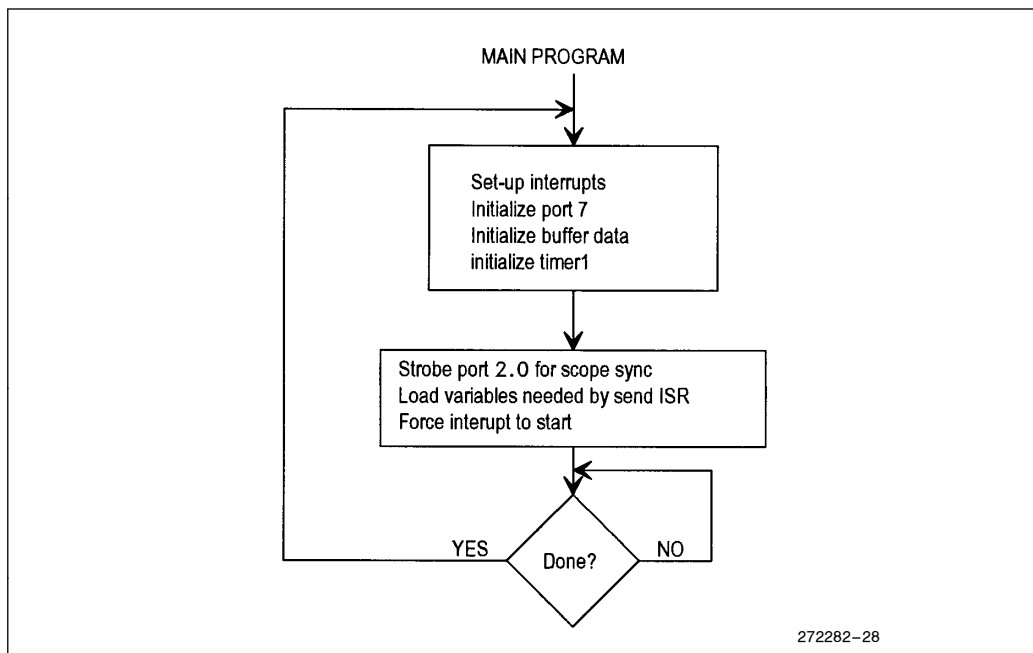 MAIN PROGRAM
Set-up interrupts
Initialize port 7
Initialize buffer data
initialize timer1
Strobe port 2.0 for scope sync
Load variables needed by send ISR
Force interupt to start
YES
Done?
NO
272282–28